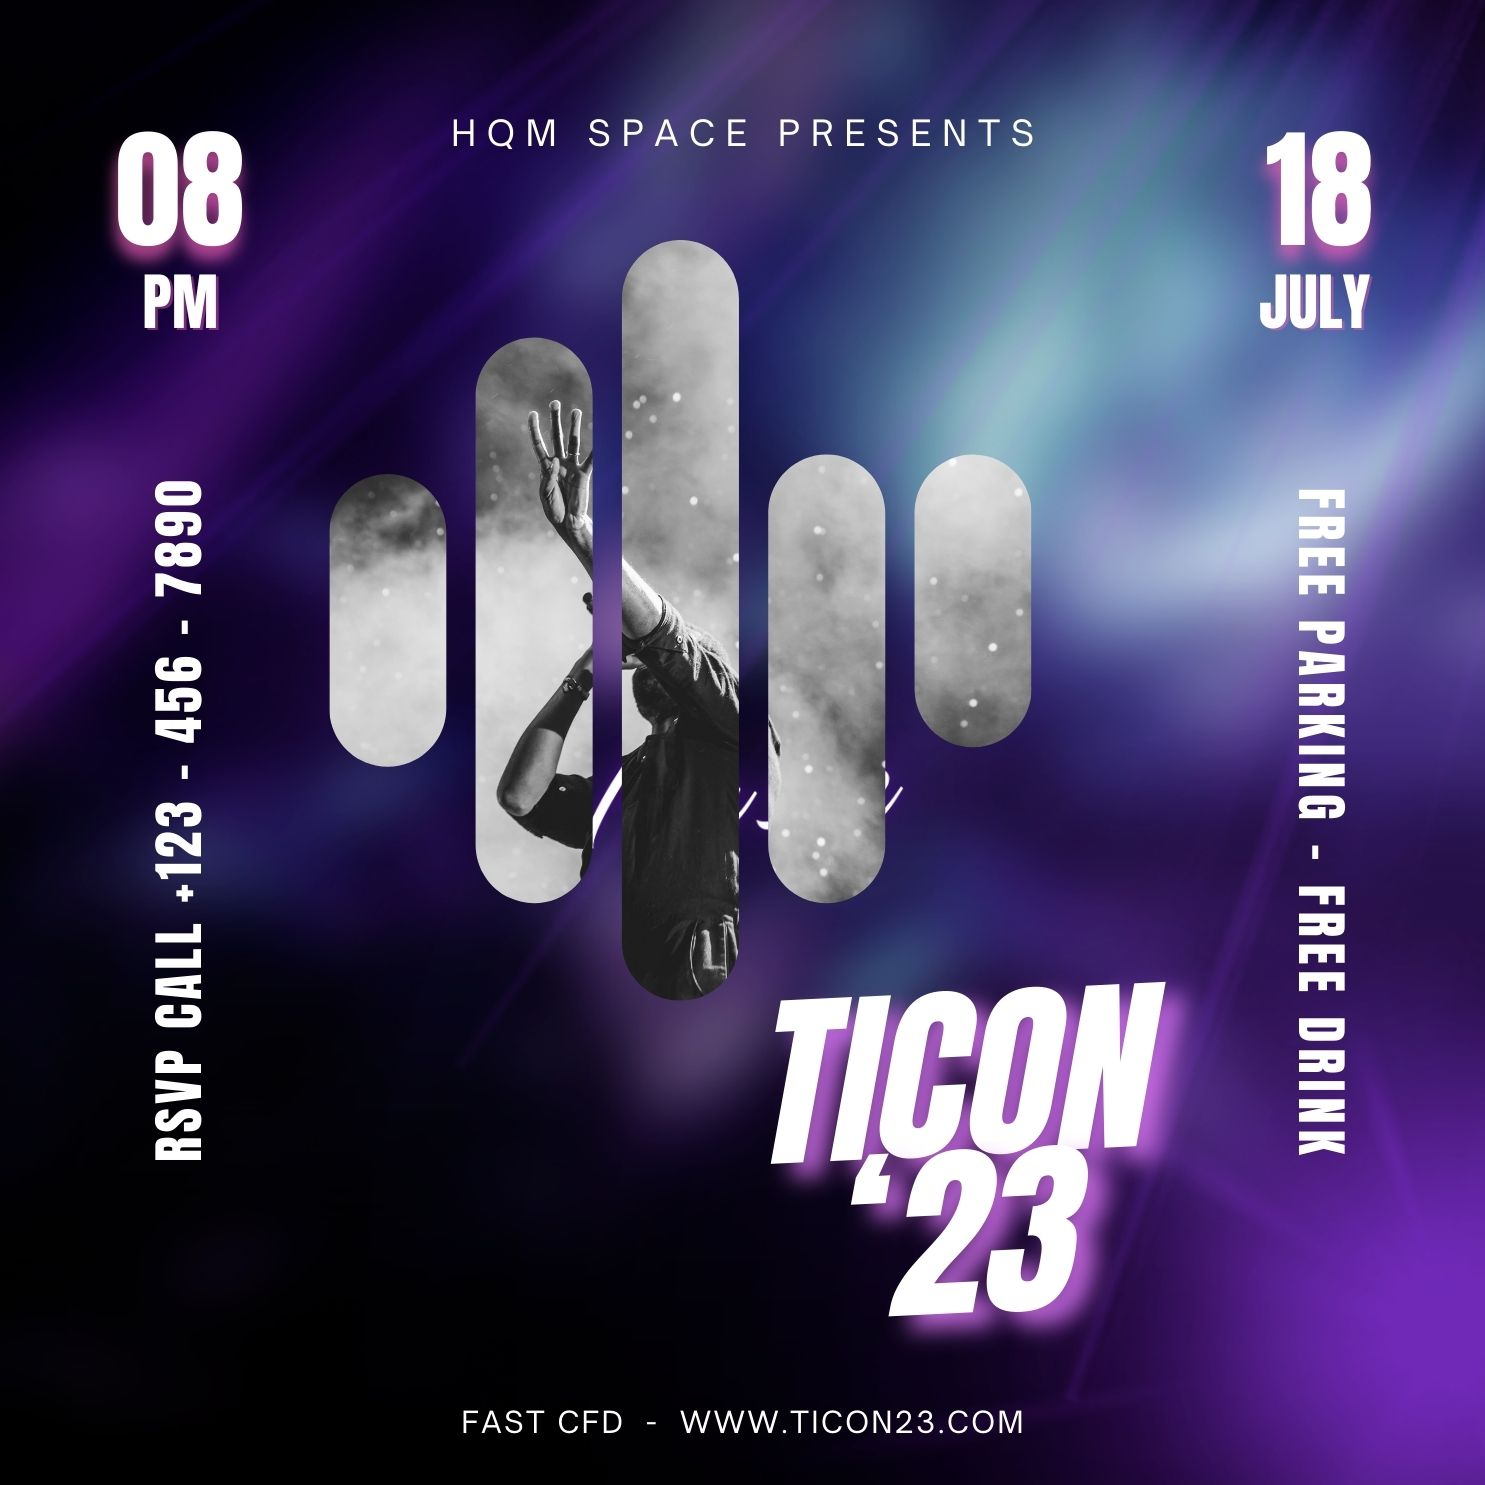 HQM SPACE PRESENTS
08
PM
18
JULY
RSVP CALL +123 - 456 - 7890
FREE PARKING - FREE DRINK
TICON
‘23
FAST CFD - WWW.TICON23.COM